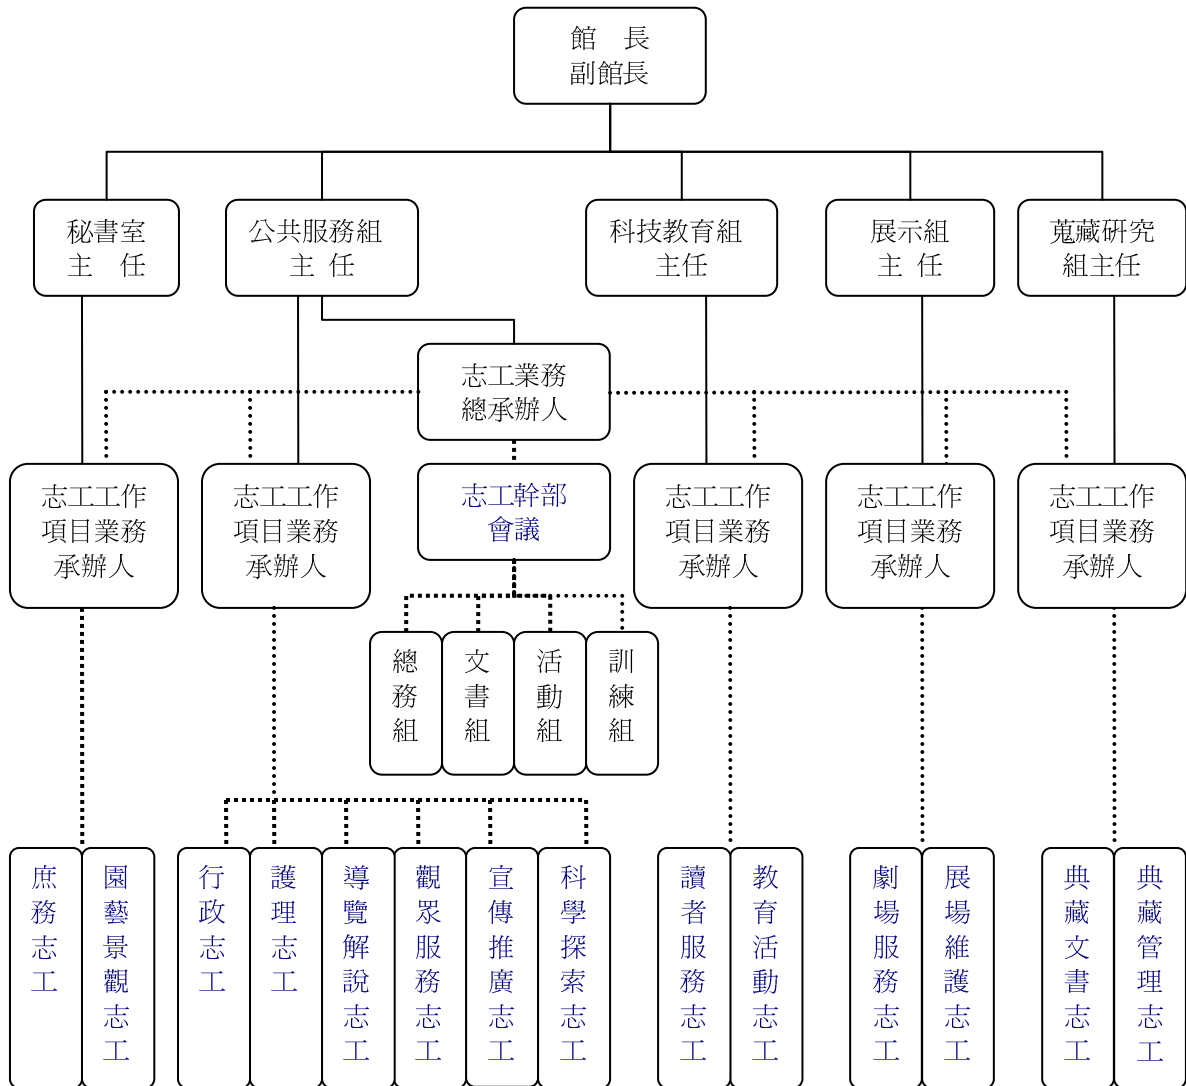 館　長
副館長
秘書室
主　任
公共服務組
主 任
科技教育組
主任
展示組
主 任
蒐藏研究
組主任
志工業務
總承辦人
志工工作
項目業務
承辦人
志工工作
項目業務
承辦人
志工幹部
會議
志工工作
項目業務
承辦人
志工工作
項目業務
承辦人
志工工作
項目業務
承辦人
總務組
文書組
活動組
訓練組
庶務志工
園藝景觀志工
行政志工
護理志工
導覽解說志工
觀眾服務志工
宣傳推廣志工
科學探索志工
讀者服務志工
教育活動志工
劇場服務志工
展場維護志工
典藏文書志工
典藏管理志工